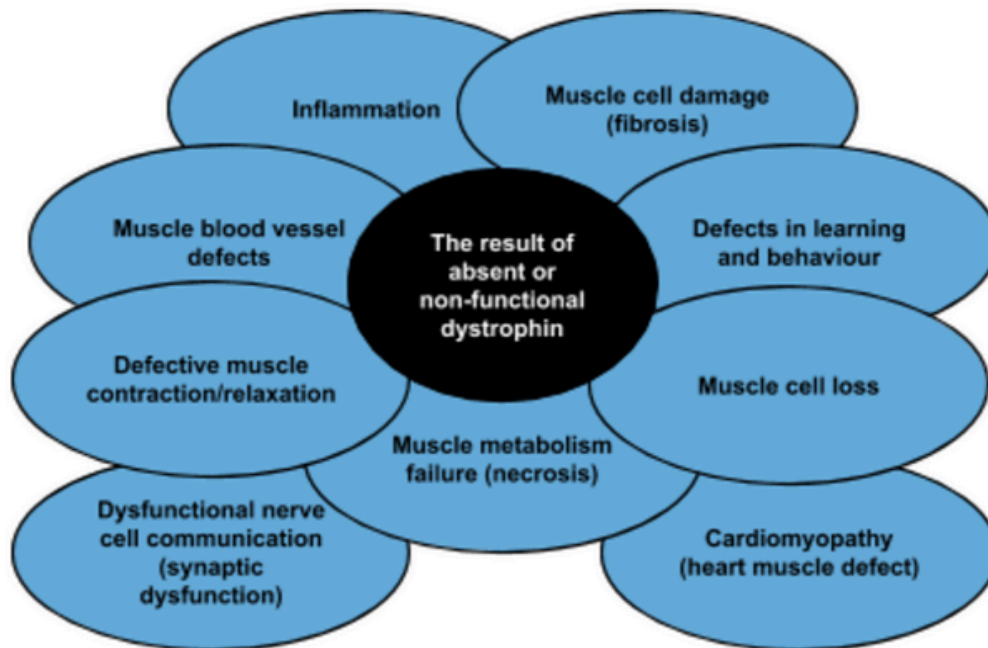 Inflammation
Muscle cell damage
(fibrosis)
Muscle blood vessel
defects
The result of
absent or
non-functional
dystrophin
Defects in learning
and behaviour
Defective muscle
contraction/relaxation
Muscle cell loss
Muscle metabolism
failure (necrosis)
Dysfunctional nerve
cell communication
(synaptic
dysfunction)
Cardiomyopathy
(heart muscle defect)